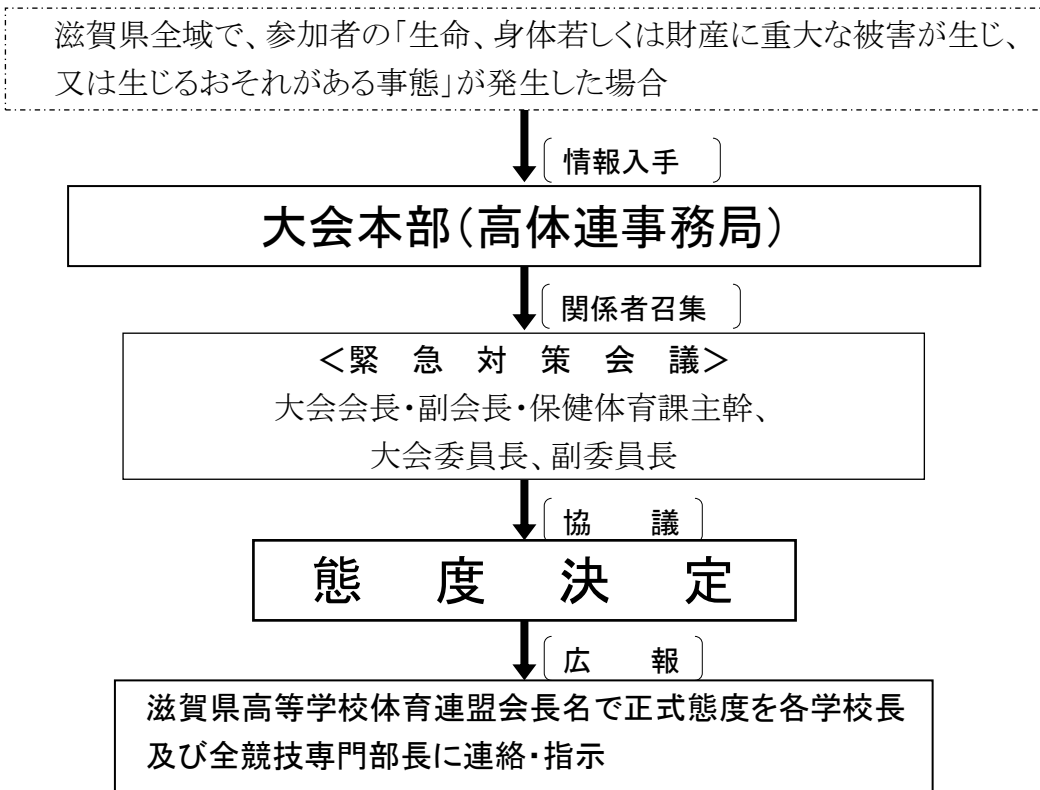 滋賀県全域で、参加者の「生命、身体若しくは財産に重大な被害が生じ、
又は生じるおそれがある事態」が発生した場合
情報入手
大会本部(高体連事務局)
関係者召集
＜緊　急　対　策　会　議＞
大会会長・副会長・保健体育課主幹、
大会委員長、副委員長
協　　議
態　度　決　定
広　　報
滋賀県高等学校体育連盟会長名で正式態度を各学校長
及び全競技専門部長に連絡・指示